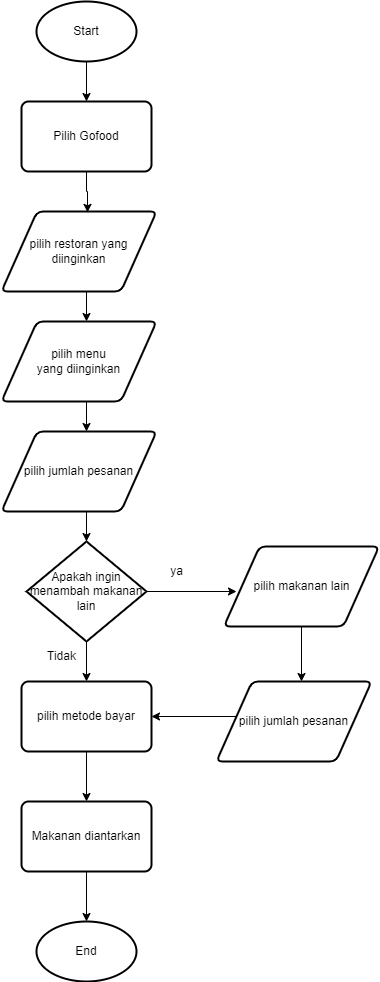 Start
Pilih Gofood
pilih restoran yang
diinginkan
pilih menu
yang diinginkan
pilih jumlah pesanan
Apakah ingin
menambah makanan
lain
ya
pilih makanan lain
Tidak
pilih metode bayar
pilih jumlah pesanan
Makanan diantarkan
End